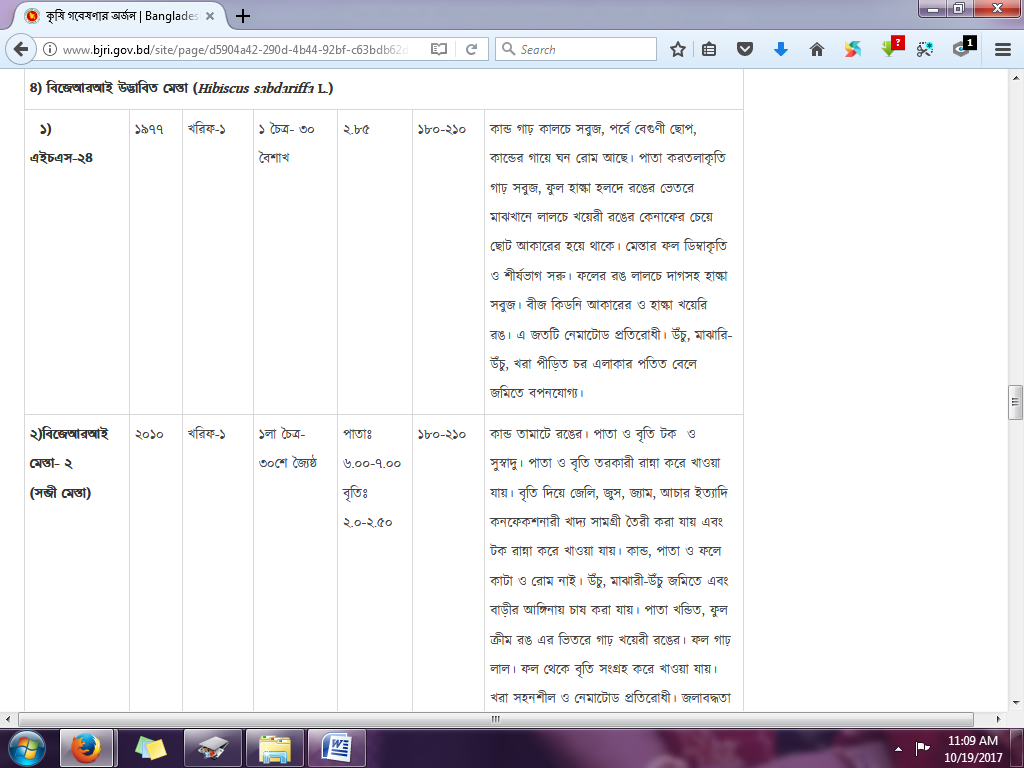 কৃষি গবেষণার অর্জন | Banglades
www.bjri.gov.bd/site/page/d5904a42-290d-4b44-92bf-c63bdb62d
Search
?
1
৪) বিজেআরআই উদ্ভাবিত মেস্তা (Hibiscus sabdariffa L.)
১)
এইচএস-২৪
১৯৭৭
খরিফ-১
১ চৈত্র- ৩০
বৈশাখ
২.৮৫
১৮০-২১০
কান্ড গাঢ় কালচে সবুজ, পর্বে বেগুণী ছোপ,
কান্ডের গায়ে ঘন রোম আছে। পাতা করতলাকৃতি
গাঢ় সবুজ, ফুল হাল্কা হলদে রঙের ভেতরে
মাঝখানে লালচে খয়েরী রঙের কেনাফের চেয়ে
ছোট আকারের হয়ে থাকে। মেস্তার ফল ডিম্বাকৃতি
ও শীর্ষভাগ সরু। ফলের রঙ লালচে দাগসহ হাল্কা
সবুজ। বীজ কিডনি আকারের ও হাল্কা খয়েরি
রঙ। এ জতটি নেমাটোড প্রতিরোধী। উঁচু, মাঝারি-
উঁচু, খরা পীড়িত চর এলাকার পতিত বেলে
জমিতে বপনযোগ্য।
২)বিজেআরআই
মেস্তা- ২
(সব্জী মেস্তা)
২০১০
খরিফ-১
১লা চৈত্র-
৩০শে জ্যৈষ্ঠ
পাতাঃ
৬.০০-৭.০০
বৃতিঃ
২.০-২.৫০
১৮০-২১০
কান্ড তামাটে রঙের। পাতা ও বৃতি টক ও
সুস্বাদু। পাতা ও বৃতি তরকারী রান্না করে খাওয়া
যায়। বৃতি দিয়ে জেলি, জুস, জ্যাম, আচার ইত্যাদি
কনফেকশনারী খাদ্য সামগ্রী তৈরী করা যায় এবং
টক রান্না করে খাওয়া যায়। কান্ড, পাতা ও ফলে
কাটা ও রোম নাই। উঁচু, মাঝারী-উঁচু জমিতে এবং
বাড়ীর আঙ্গিনায় চাষ করা যায়। পাতা খন্ডিত, ফুল
ক্রীম রঙ এর ভিতরে গাঢ় খয়েরী রঙের। ফল গাঢ়
লাল। ফল থেকে বৃতি সংগ্রহ করে খাওয়া যায়।
খরা সহনশীল ও নেমাটোড প্রতিরোধী। জলাবদ্ধতা
11:09 AM
10/19/2017